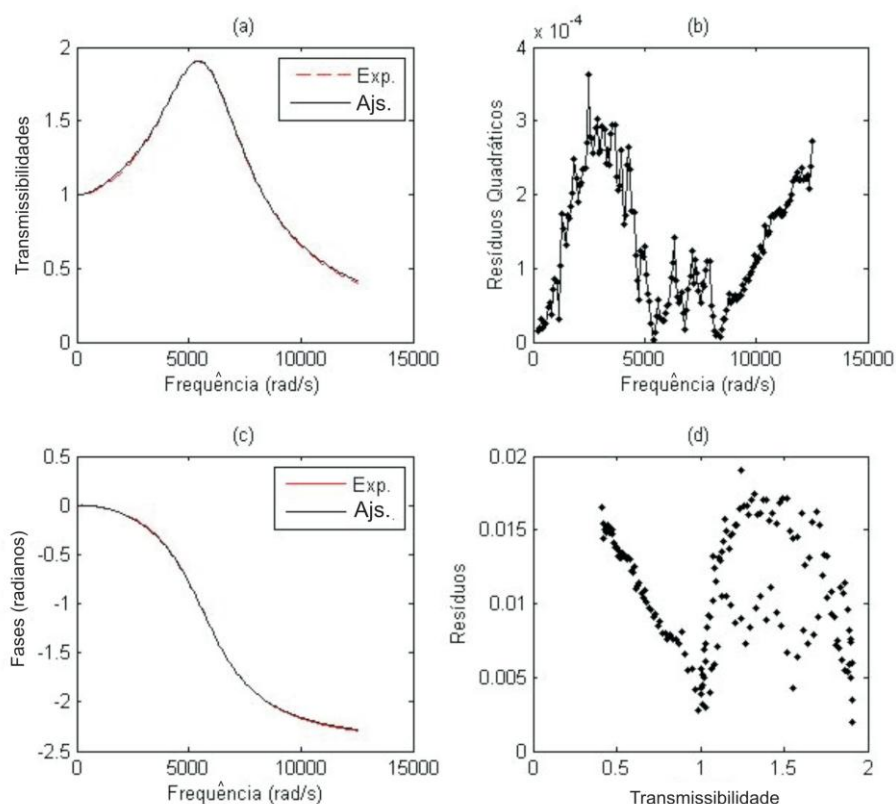 (a)
2
1.5
1
0.5
0
Transmissibilidades
Exp.
Ajs.
0 5000 10000 15000
Frequência (rad/s)
(b)
x 10⁻⁴
4
3
2
1
0
Resíduos Quadráticos
0 5000 10000 15000
Frequência (rad/s)
(c)
0.5
0
-0.5
-1
-1.5
-2
-2.5
Fases (radianos)
Exp.
Ajs.
0 5000 10000 15000
Frequência (rad/s)
(d)
0.02
0.015
0.01
0.005
0
Resíduos
0.5 1 1.5 2
Transmissibilidade